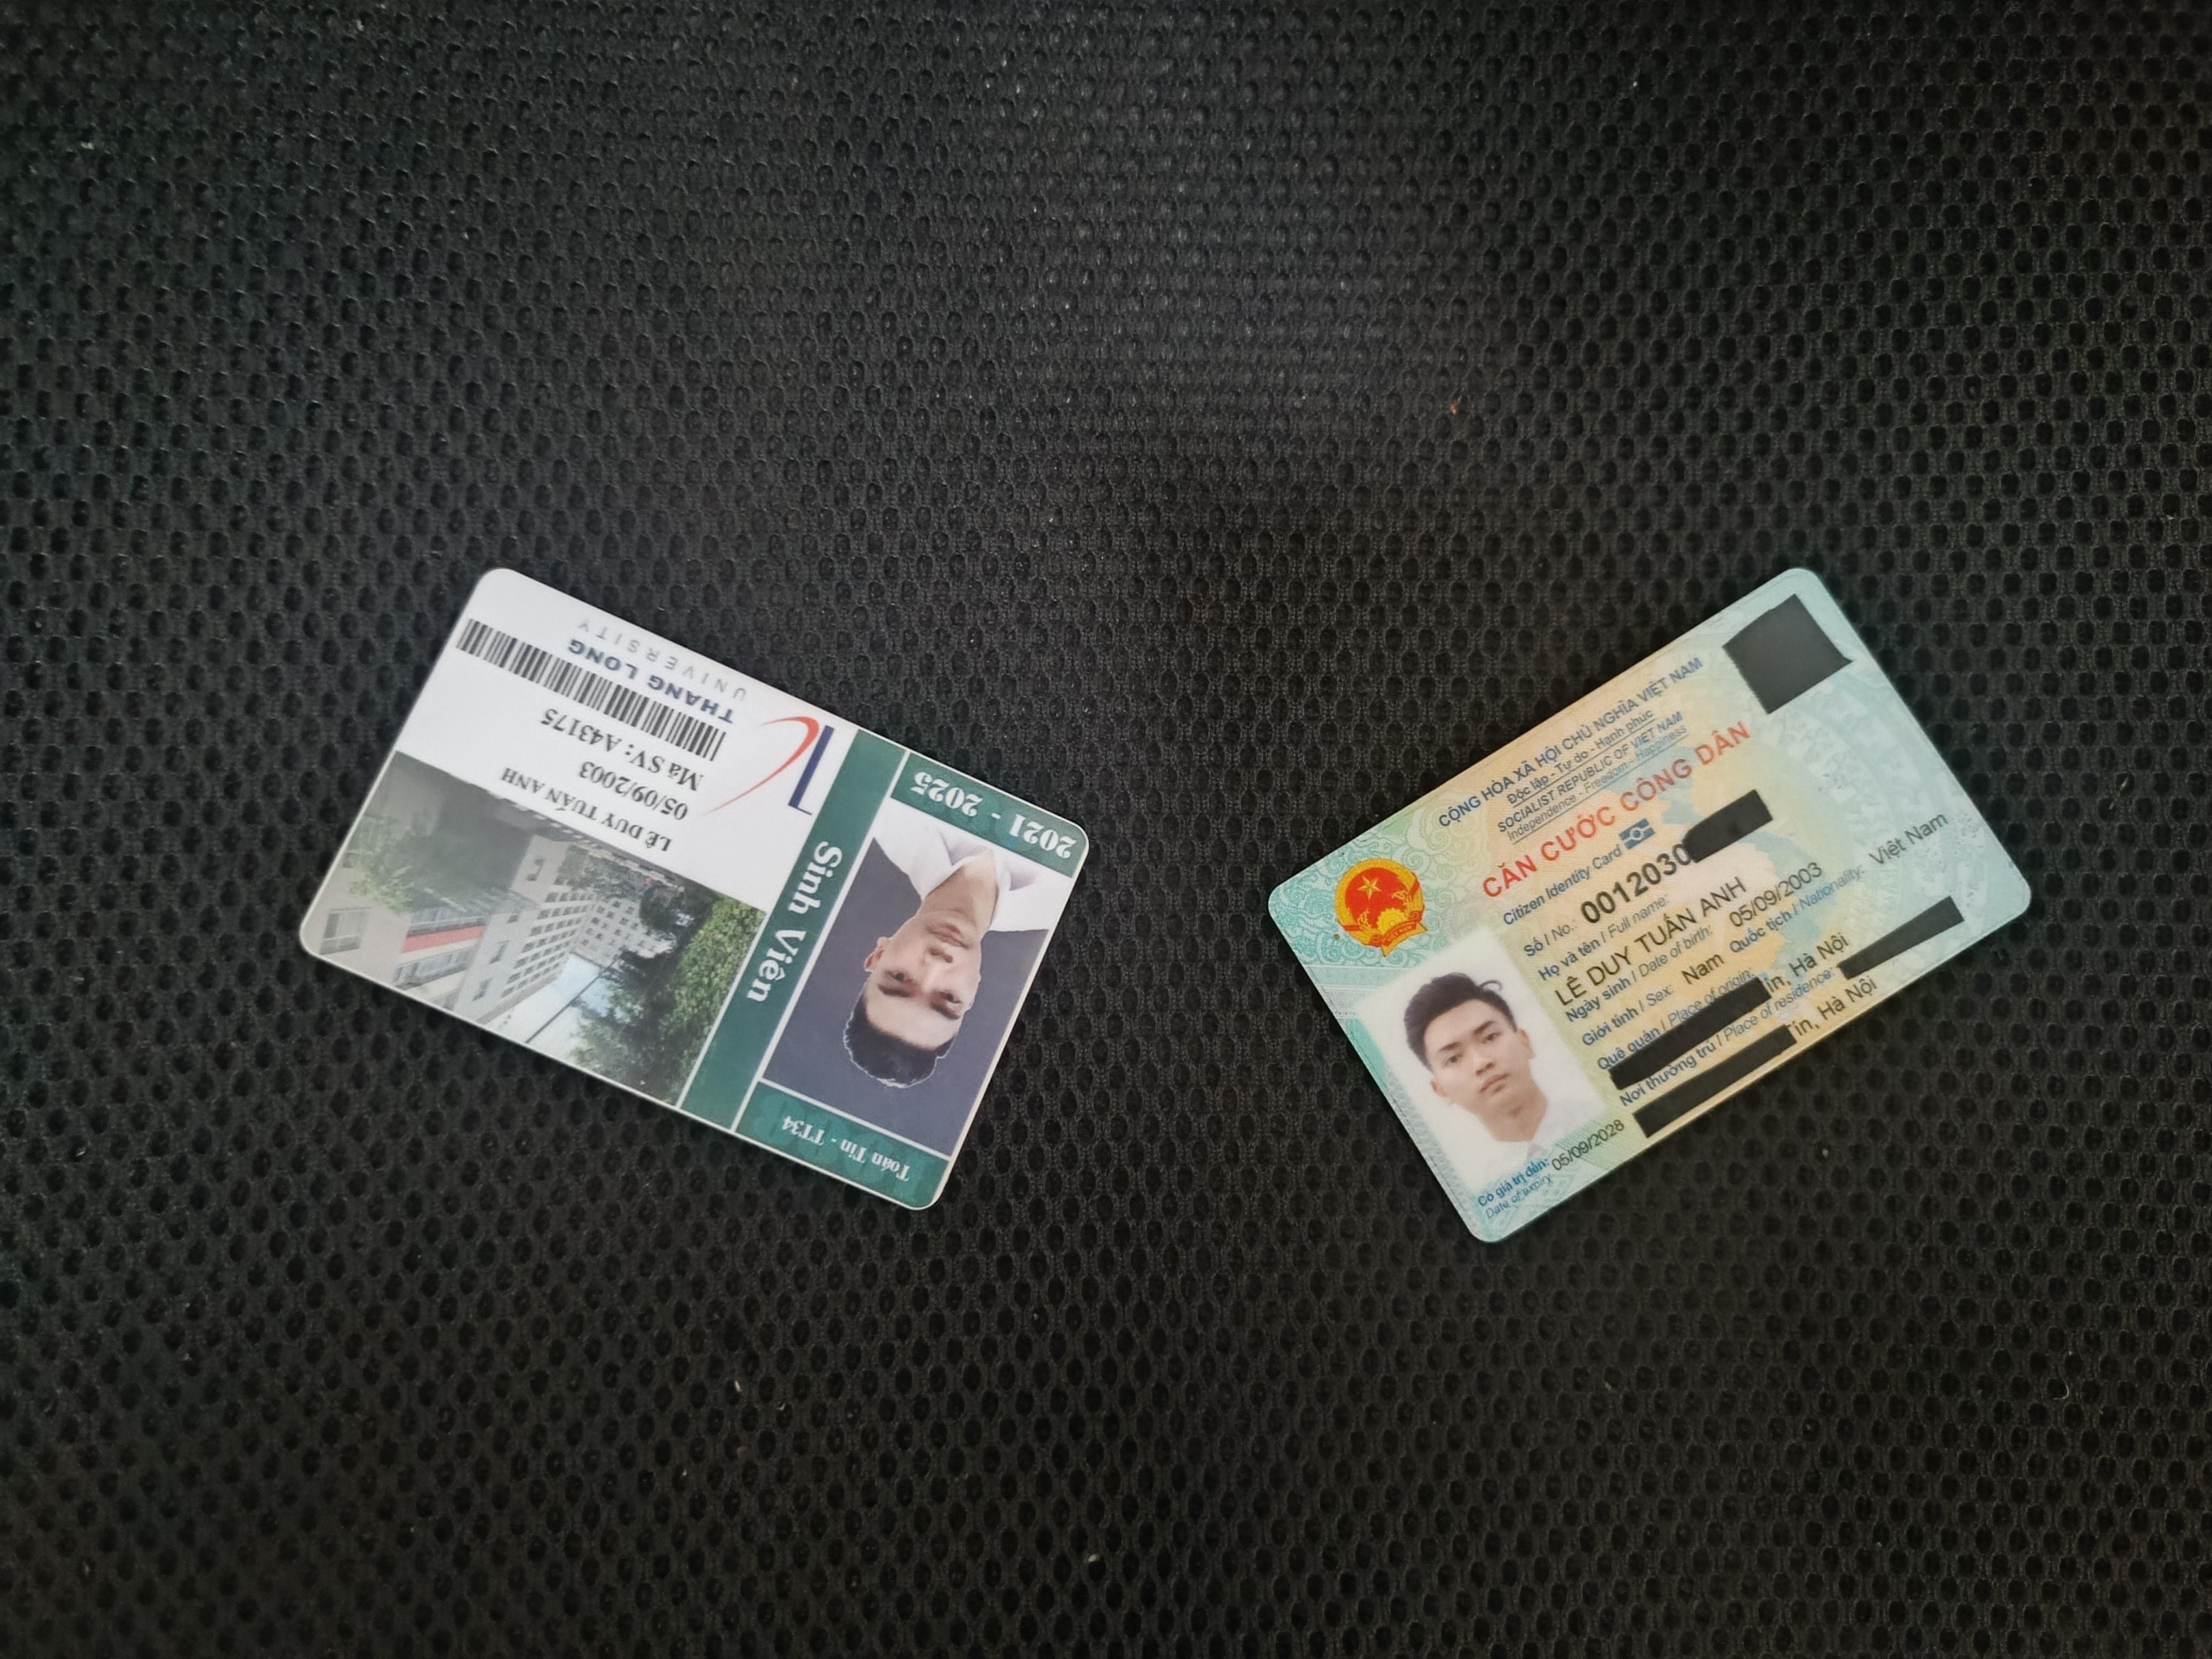 THANG LONG
UNIVERSITY
Mã SV: A43175
05/09/2003
LÊ DUY TUẤN ANH
Sinh Viên
2021 - 2025
Toán Tin - TT34
CỘNG HÒA XÃ HỘI CHỦ NGHĨA VIỆT NAM
Độc lập - Tự do - Hạnh phúc
SOCIALIST REPUBLIC OF VIET NAM
Independence - Freedom - Happiness
CĂN CƯỚC CÔNG DÂN
Citizen Identity Card
Số / No.: 0012030
Họ và tên / Full name:
LÊ DUY TUẤN ANH
Ngày sinh / Date of birth: 05/09/2003
Giới tính / Sex: Nam Quốc tịch / Nationality: Việt Nam
Quê quán / Place of origin:
ín, Hà Nội
Nơi thường trú / Place of residence:
Tín, Hà Nội
Có giá trị đến: 05/09/2028
Date of expiry